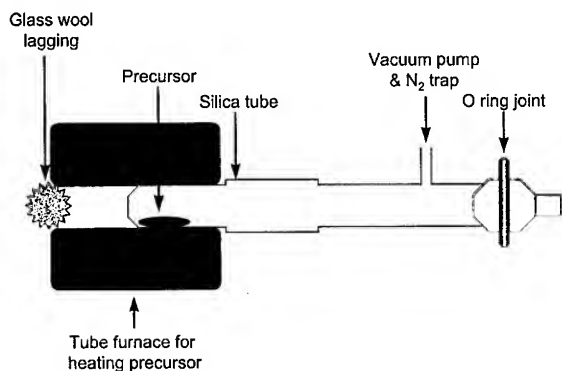 Glass wool
lagging
Precursor
Silica tube
Vacuum pump
& N₂ trap
O ring joint
Tube furnace for
heating precursor